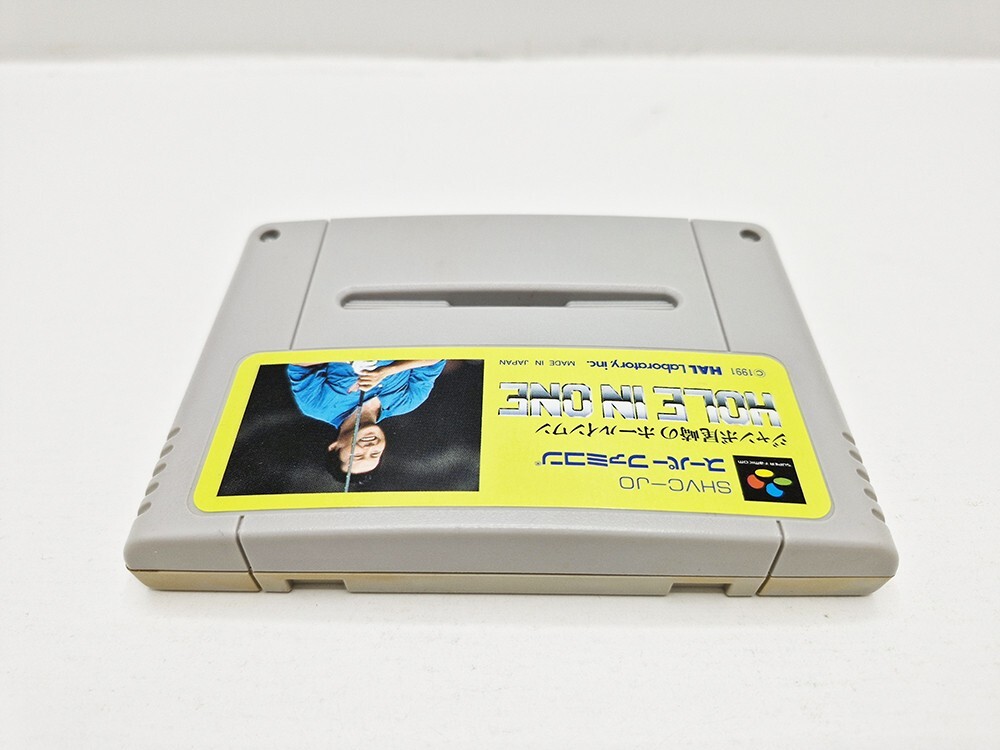 SUPER FAMICOM
SHVC-JO
スーパーファミコン®
ジャンボ尾崎のホールインワン
HOLE IN ONE
©1991 HAL Laboratory, inc. MADE IN JAPAN